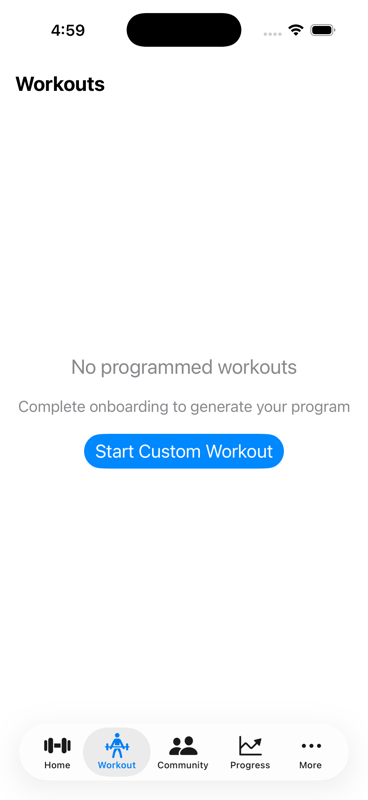 4:59
Workouts
No programmed workouts
Complete onboarding to generate your program
Start Custom Workout
Home
Workout
Community
Progress
More